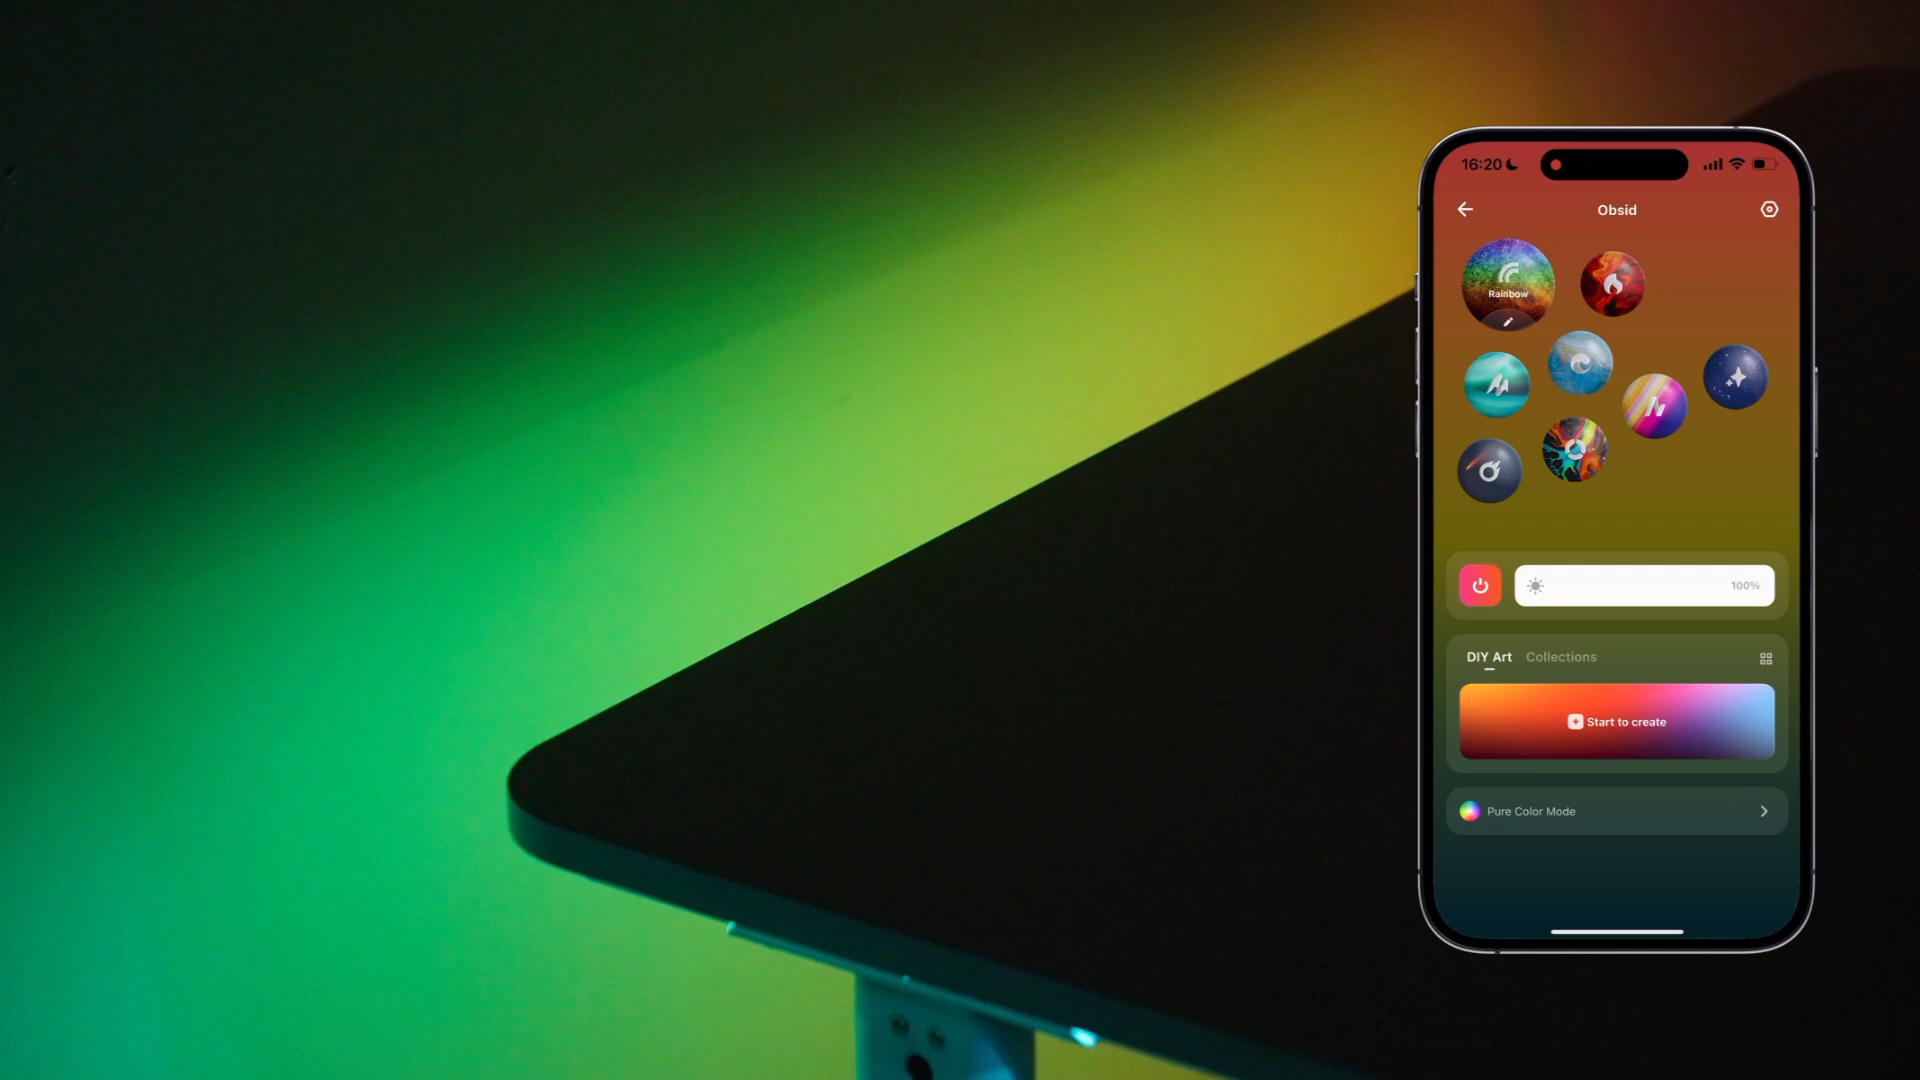 16:20
Obsid
Rainbow
100%
DIY Art Collections
Start to create
Pure Color Mode